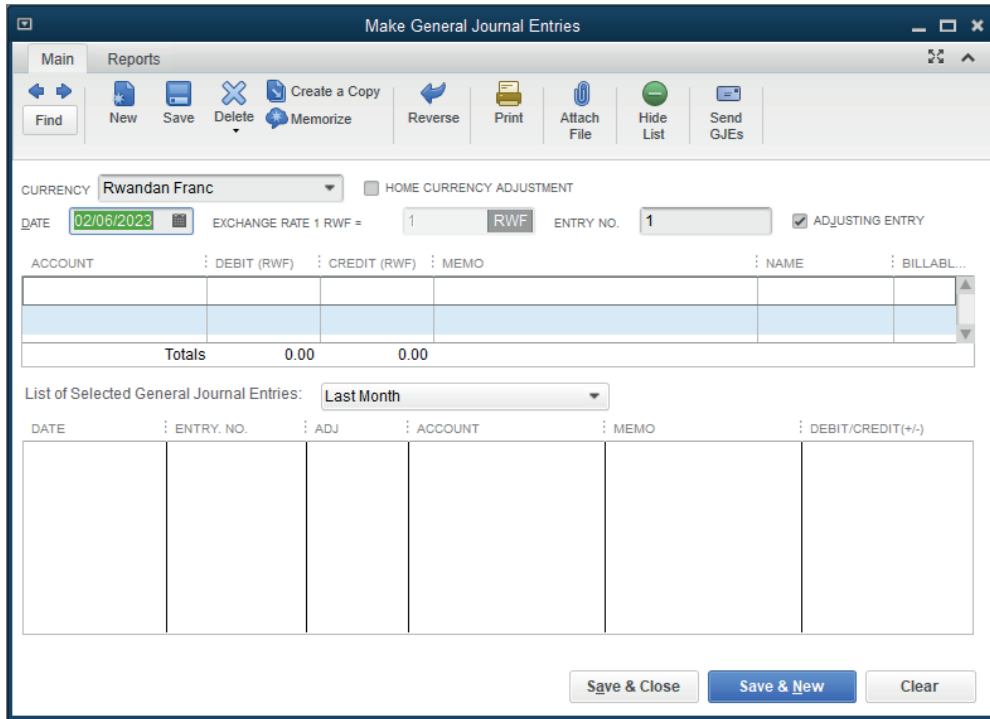 Make General Journal Entries
Main Reports
Find New Save Delete Create a Copy Memorize Reverse Print Attach File Hide List Send GJEs
CURRENCY Rwandan Franc HOME CURRENCY ADJUSTMENT
DATE 02/06/2023 EXCHANGE RATE 1 RWF = 1 RWF ENTRY NO. 1 ADJUSTING ENTRY
ACCOUNT DEBIT (RWF) CREDIT (RWF) MEMO NAME BILLABL...
Totals 0.00 0.00
List of Selected General Journal Entries: Last Month
DATE ENTRY. NO. ADJ ACCOUNT MEMO DEBIT/CREDIT(+/-)
Save & Close Save & New Clear